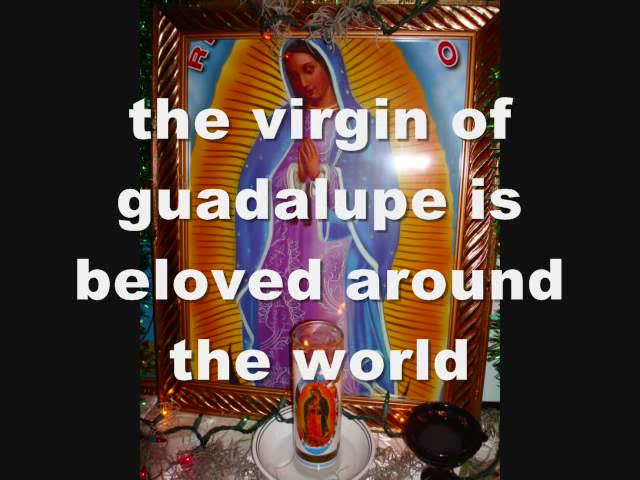 the virgin of
guadalupe is
beloved around
the world